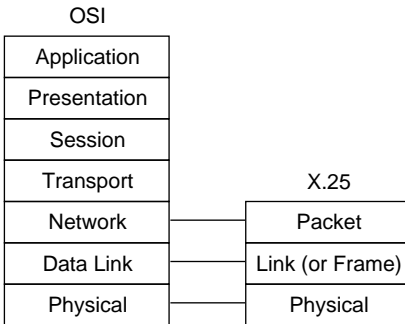 OSI
Application
Presentation
Session
Transport
X.25
Network
Packet
Data Link
Link (or Frame)
Physical
Physical